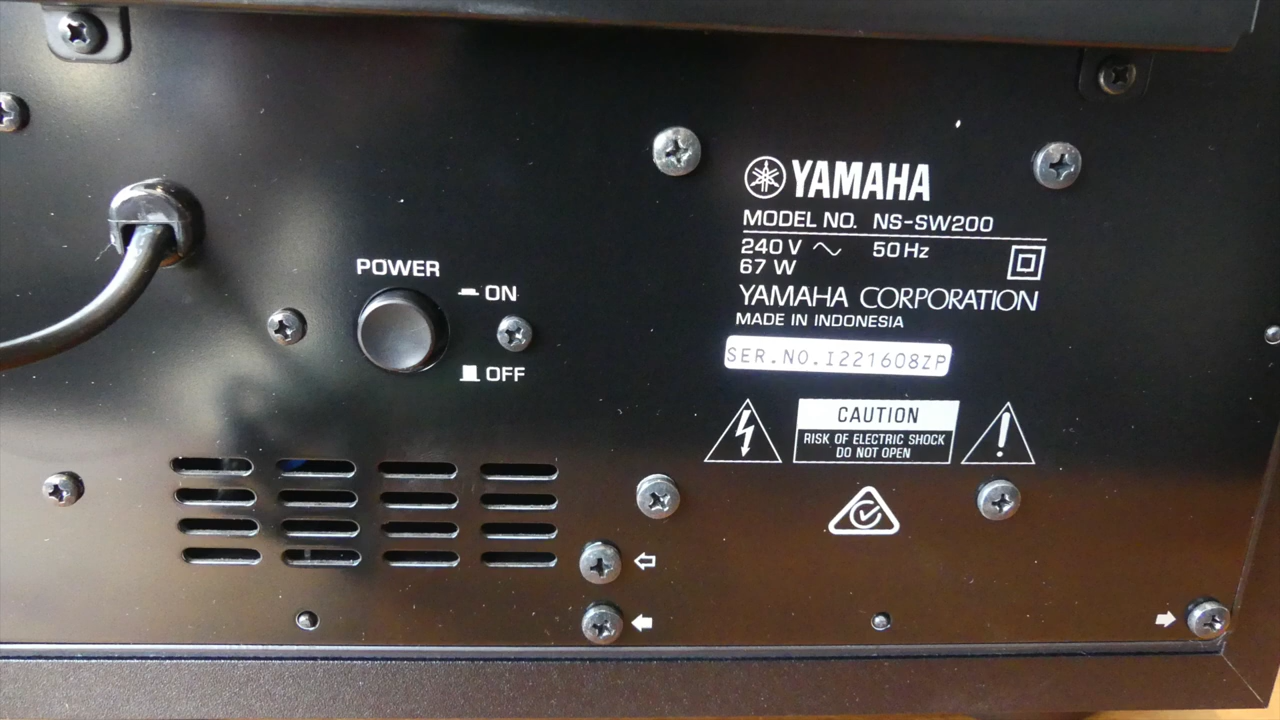 POWER
ON
OFF
YAMAHA
MODEL NO. NS-SW200
240 V ~ 50 Hz
67 W
YAMAHA CORPORATION
MADE IN INDONESIA
SER.NO.I221608ZP
CAUTION
RISK OF ELECTRIC SHOCK
DO NOT OPEN